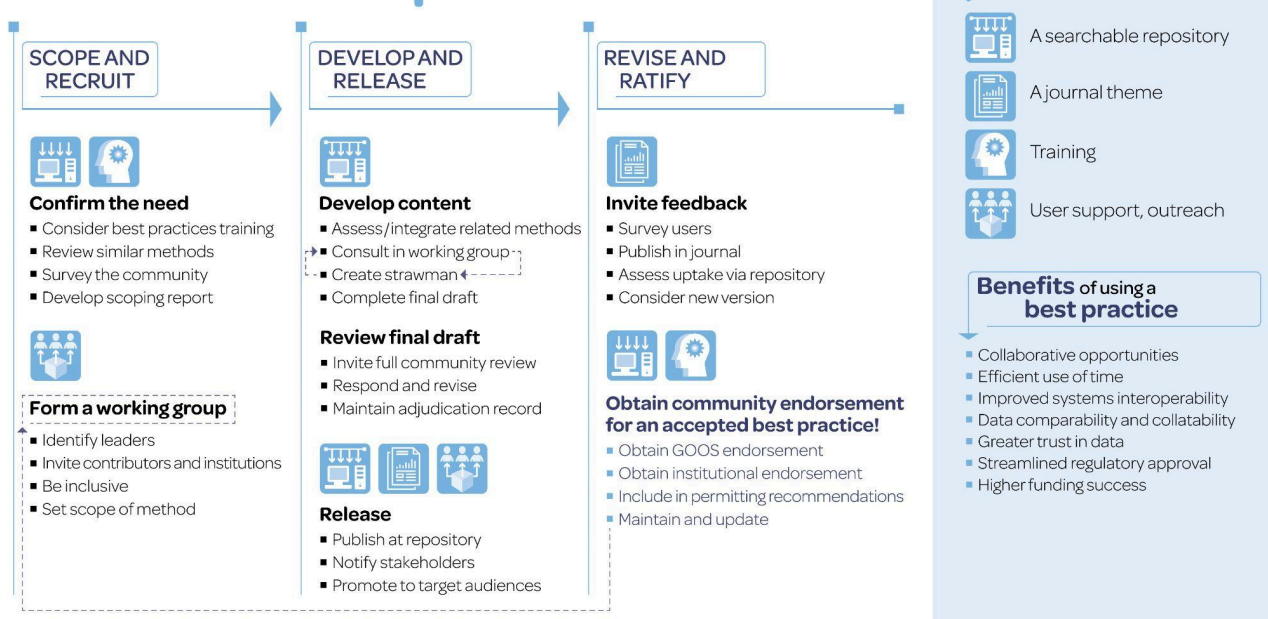 SCOPE AND
RECRUIT
Confirm the need
▪ Consider best practices training
▪ Review similar methods
▪ Survey the community
▪ Develop scoping report
Form a working group
▪ Identify leaders
▪ Invite contributors and institutions
▪ Be inclusive
▪ Set scope of method
DEVELOP AND
RELEASE
Develop content
▪ Assess/integrate related methods
▪ Consult in working group
▪ Create strawman
▪ Complete final draft
Review final draft
▪ Invite full community review
▪ Respond and revise
▪ Maintain adjudication record
Release
▪ Publish at repository
▪ Notify stakeholders
▪ Promote to target audiences
REVISE AND
RATIFY
Invite feedback
▪ Survey users
▪ Publish in journal
▪ Assess uptake via repository
▪ Consider new version
Obtain community endorsement
for an accepted best practice!
▪ Obtain GOOS endorsement
▪ Obtain institutional endorsement
▪ Include in permitting recommendations
▪ Maintain and update
A searchable repository
A journal theme
Training
User support, outreach
Benefits of using a
best practice
▪ Collaborative opportunities
▪ Efficient use of time
▪ Improved systems interoperability
▪ Data comparability and collatability
▪ Greater trust in data
▪ Streamlined regulatory approval
▪ Higher funding success